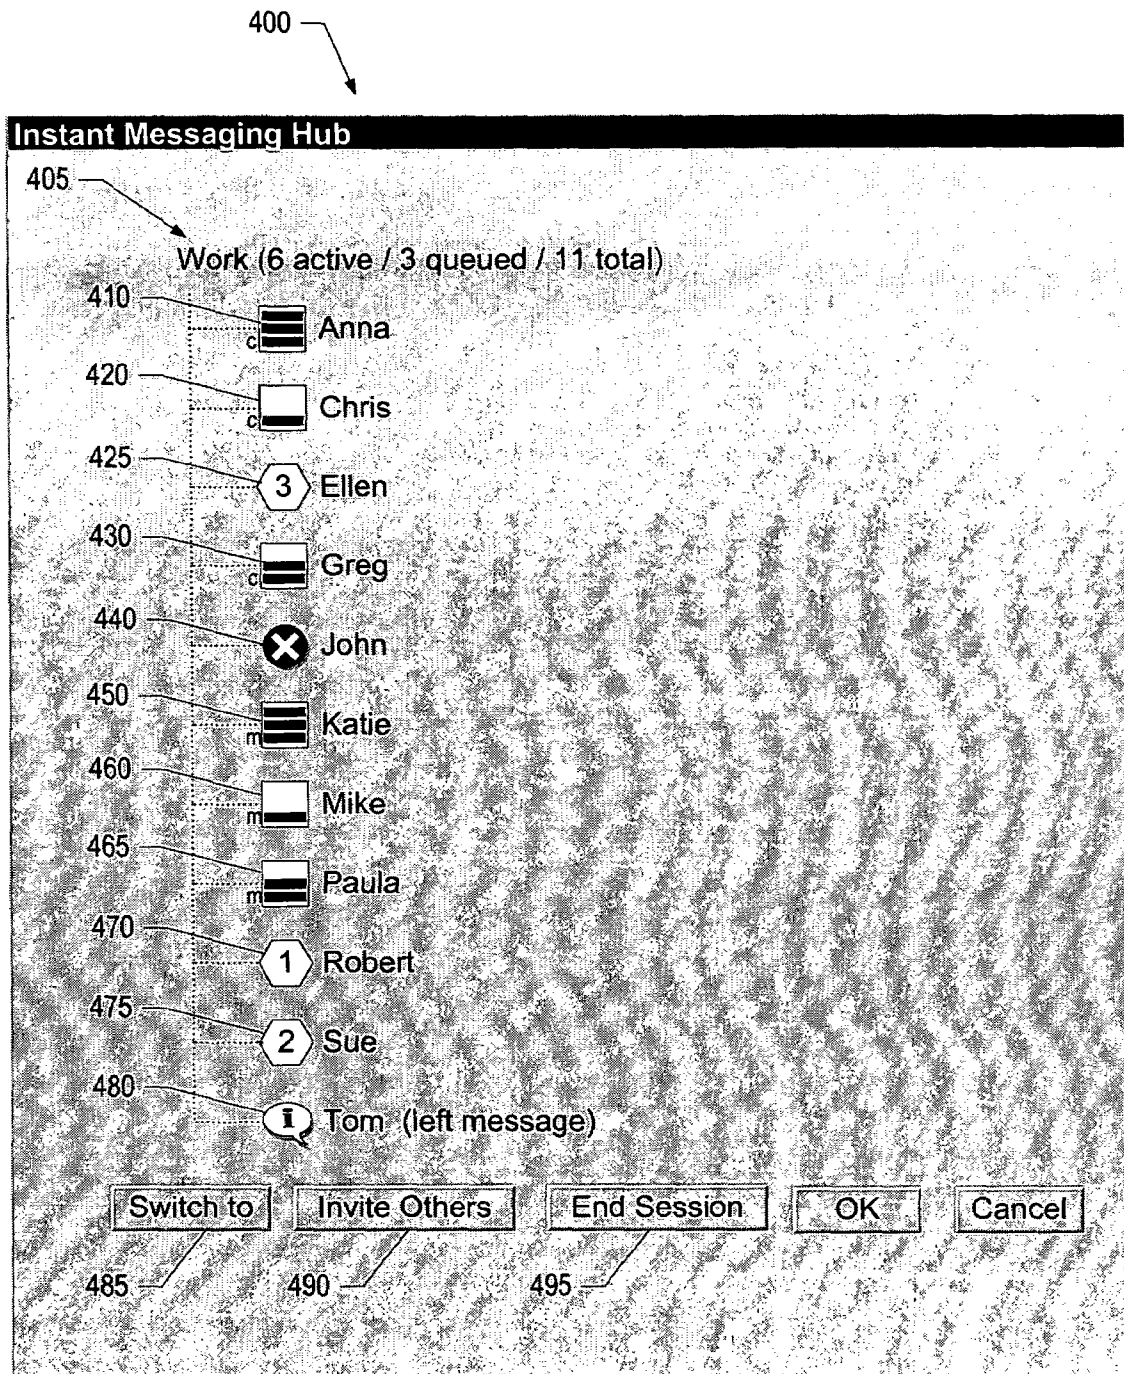 400
Instant Messaging Hub
405
Work (6 active / 3 queued / 11 total)
410
c Anna
420
c Chris
425
3 Ellen
430
c Greg
440
John
450
m Katie
460
m Mike
465
m Paula
470
1 Robert
475
2 Sue
480
i Tom (left message)
Switch to Invite Others End Session OK Cancel
485 490 495